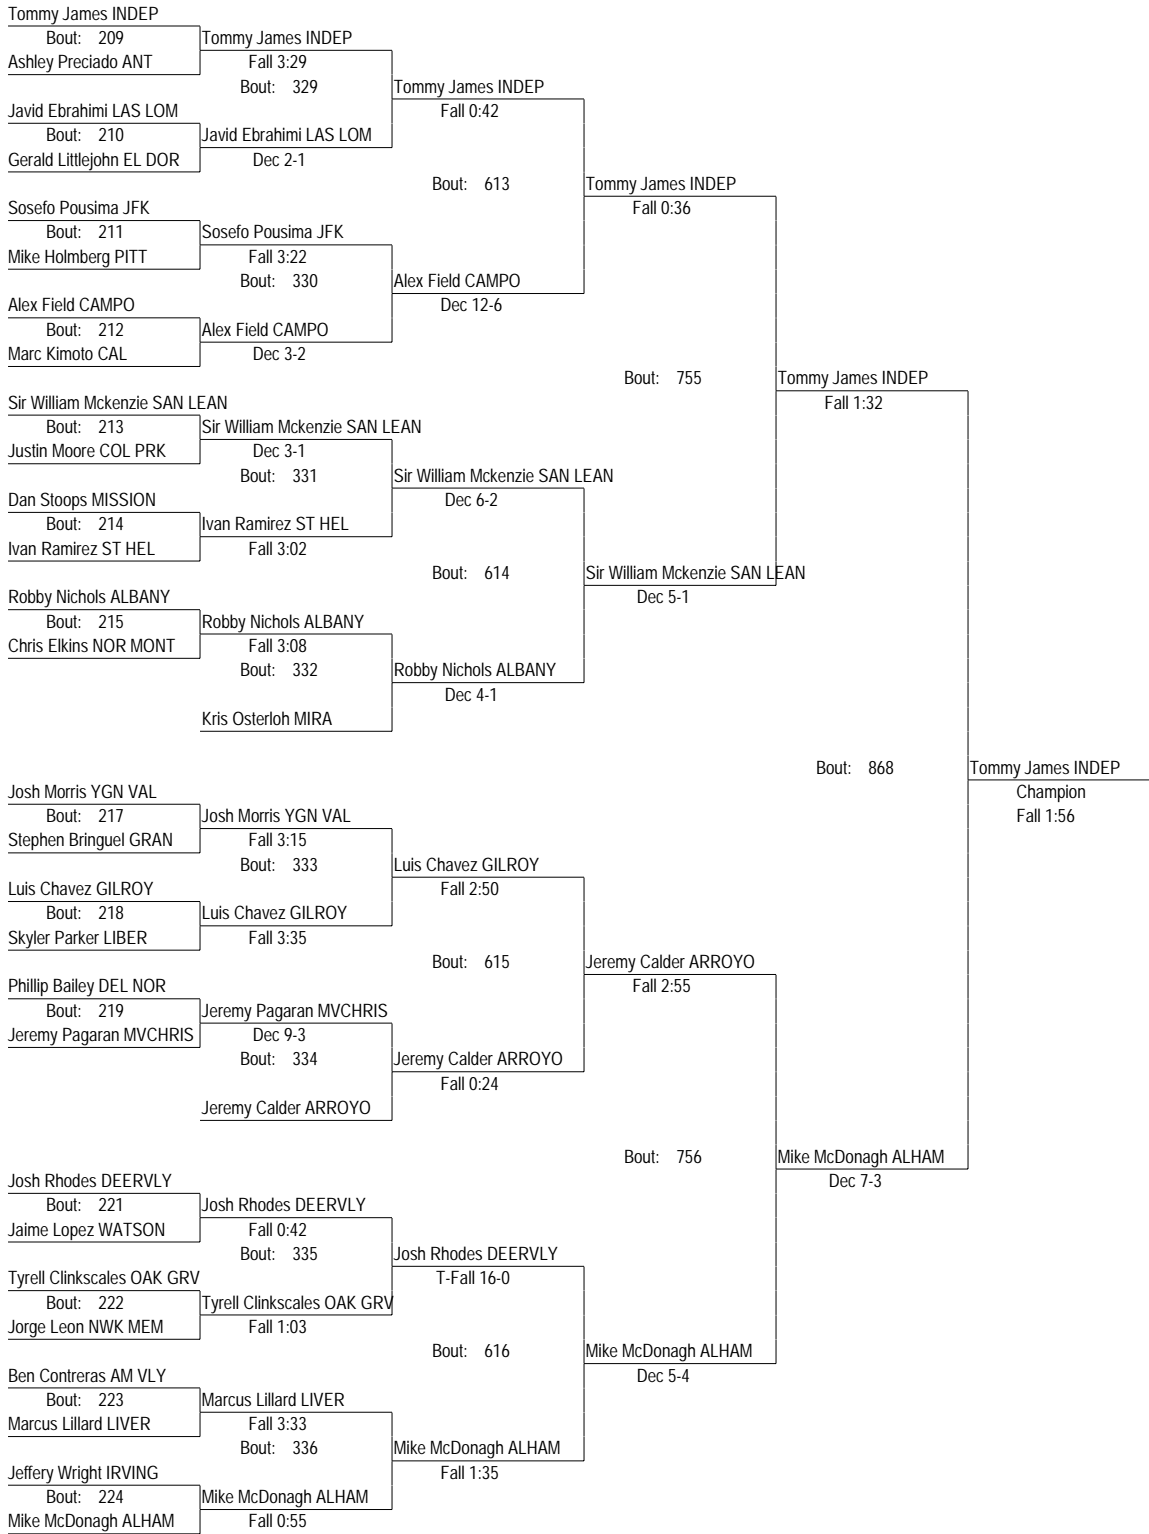 Tommy James INDEP
Bout: 209
Tommy James INDEP
Ashley Preciado ANT
Fall 3:29
Bout: 329
Tommy James INDEP
Javid Ebrahimi LAS LOM
Fall 0:42
Bout: 210
Javid Ebrahimi LAS LOM
Gerald Littlejohn EL DOR
Dec 2-1
Bout: 613
Tommy James INDEP
Sosefo Pousima JFK
Fall 0:36
Bout: 211
Sosefo Pousima JFK
Mike Holmberg PITT
Fall 3:22
Bout: 330
Alex Field CAMPO
Alex Field CAMPO
Dec 12-6
Bout: 212
Alex Field CAMPO
Marc Kimoto CAL
Dec 3-2
Bout: 755
Tommy James INDEP
Sir William Mckenzie SAN LEAN
Fall 1:32
Bout: 213
Sir William Mckenzie SAN LEAN
Justin Moore COL PRK
Dec 3-1
Bout: 331
Sir William Mckenzie SAN LEAN
Dan Stoops MISSION
Dec 6-2
Bout: 214
Ivan Ramirez ST HEL
Ivan Ramirez ST HEL
Fall 3:02
Bout: 614
Sir William Mckenzie SAN LEAN
Robby Nichols ALBANY
Dec 5-1
Bout: 215
Robby Nichols ALBANY
Chris Elkins NOR MONT
Fall 3:08
Bout: 332
Robby Nichols ALBANY
Dec 4-1
Kris Osterloh MIRA
Bout: 868
Tommy James INDEP
Josh Morris YGN VAL
Champion
Bout: 217
Josh Morris YGN VAL
Fall 1:56
Stephen Bringuel GRAN
Fall 3:15
Bout: 333
Luis Chavez GILROY
Luis Chavez GILROY
Fall 2:50
Bout: 218
Luis Chavez GILROY
Skyler Parker LIBER
Fall 3:35
Bout: 615
Jeremy Calder ARROYO
Phillip Bailey DEL NOR
Fall 2:55
Bout: 219
Jeremy Pagaran MVCHRIS
Jeremy Pagaran MVCHRIS
Dec 9-3
Bout: 334
Jeremy Calder ARROYO
Fall 0:24
Jeremy Calder ARROYO
Bout: 756
Mike McDonagh ALHAM
Josh Rhodes DEERVLY
Dec 7-3
Bout: 221
Josh Rhodes DEERVLY
Jaime Lopez WATSON
Fall 0:42
Bout: 335
Josh Rhodes DEERVLY
Tyrell Clinkscales OAK GRV
T-Fall 16-0
Bout: 222
Tyrell Clinkscales OAK GRV
Jorge Leon NWK MEM
Fall 1:03
Bout: 616
Mike McDonagh ALHAM
Ben Contreras AM VLY
Dec 5-4
Bout: 223
Marcus Lillard LIVER
Marcus Lillard LIVER
Fall 3:33
Bout: 336
Mike McDonagh ALHAM
Jeffery Wright IRVING
Fall 1:35
Bout: 224
Mike McDonagh ALHAM
Mike McDonagh ALHAM
Fall 0:55